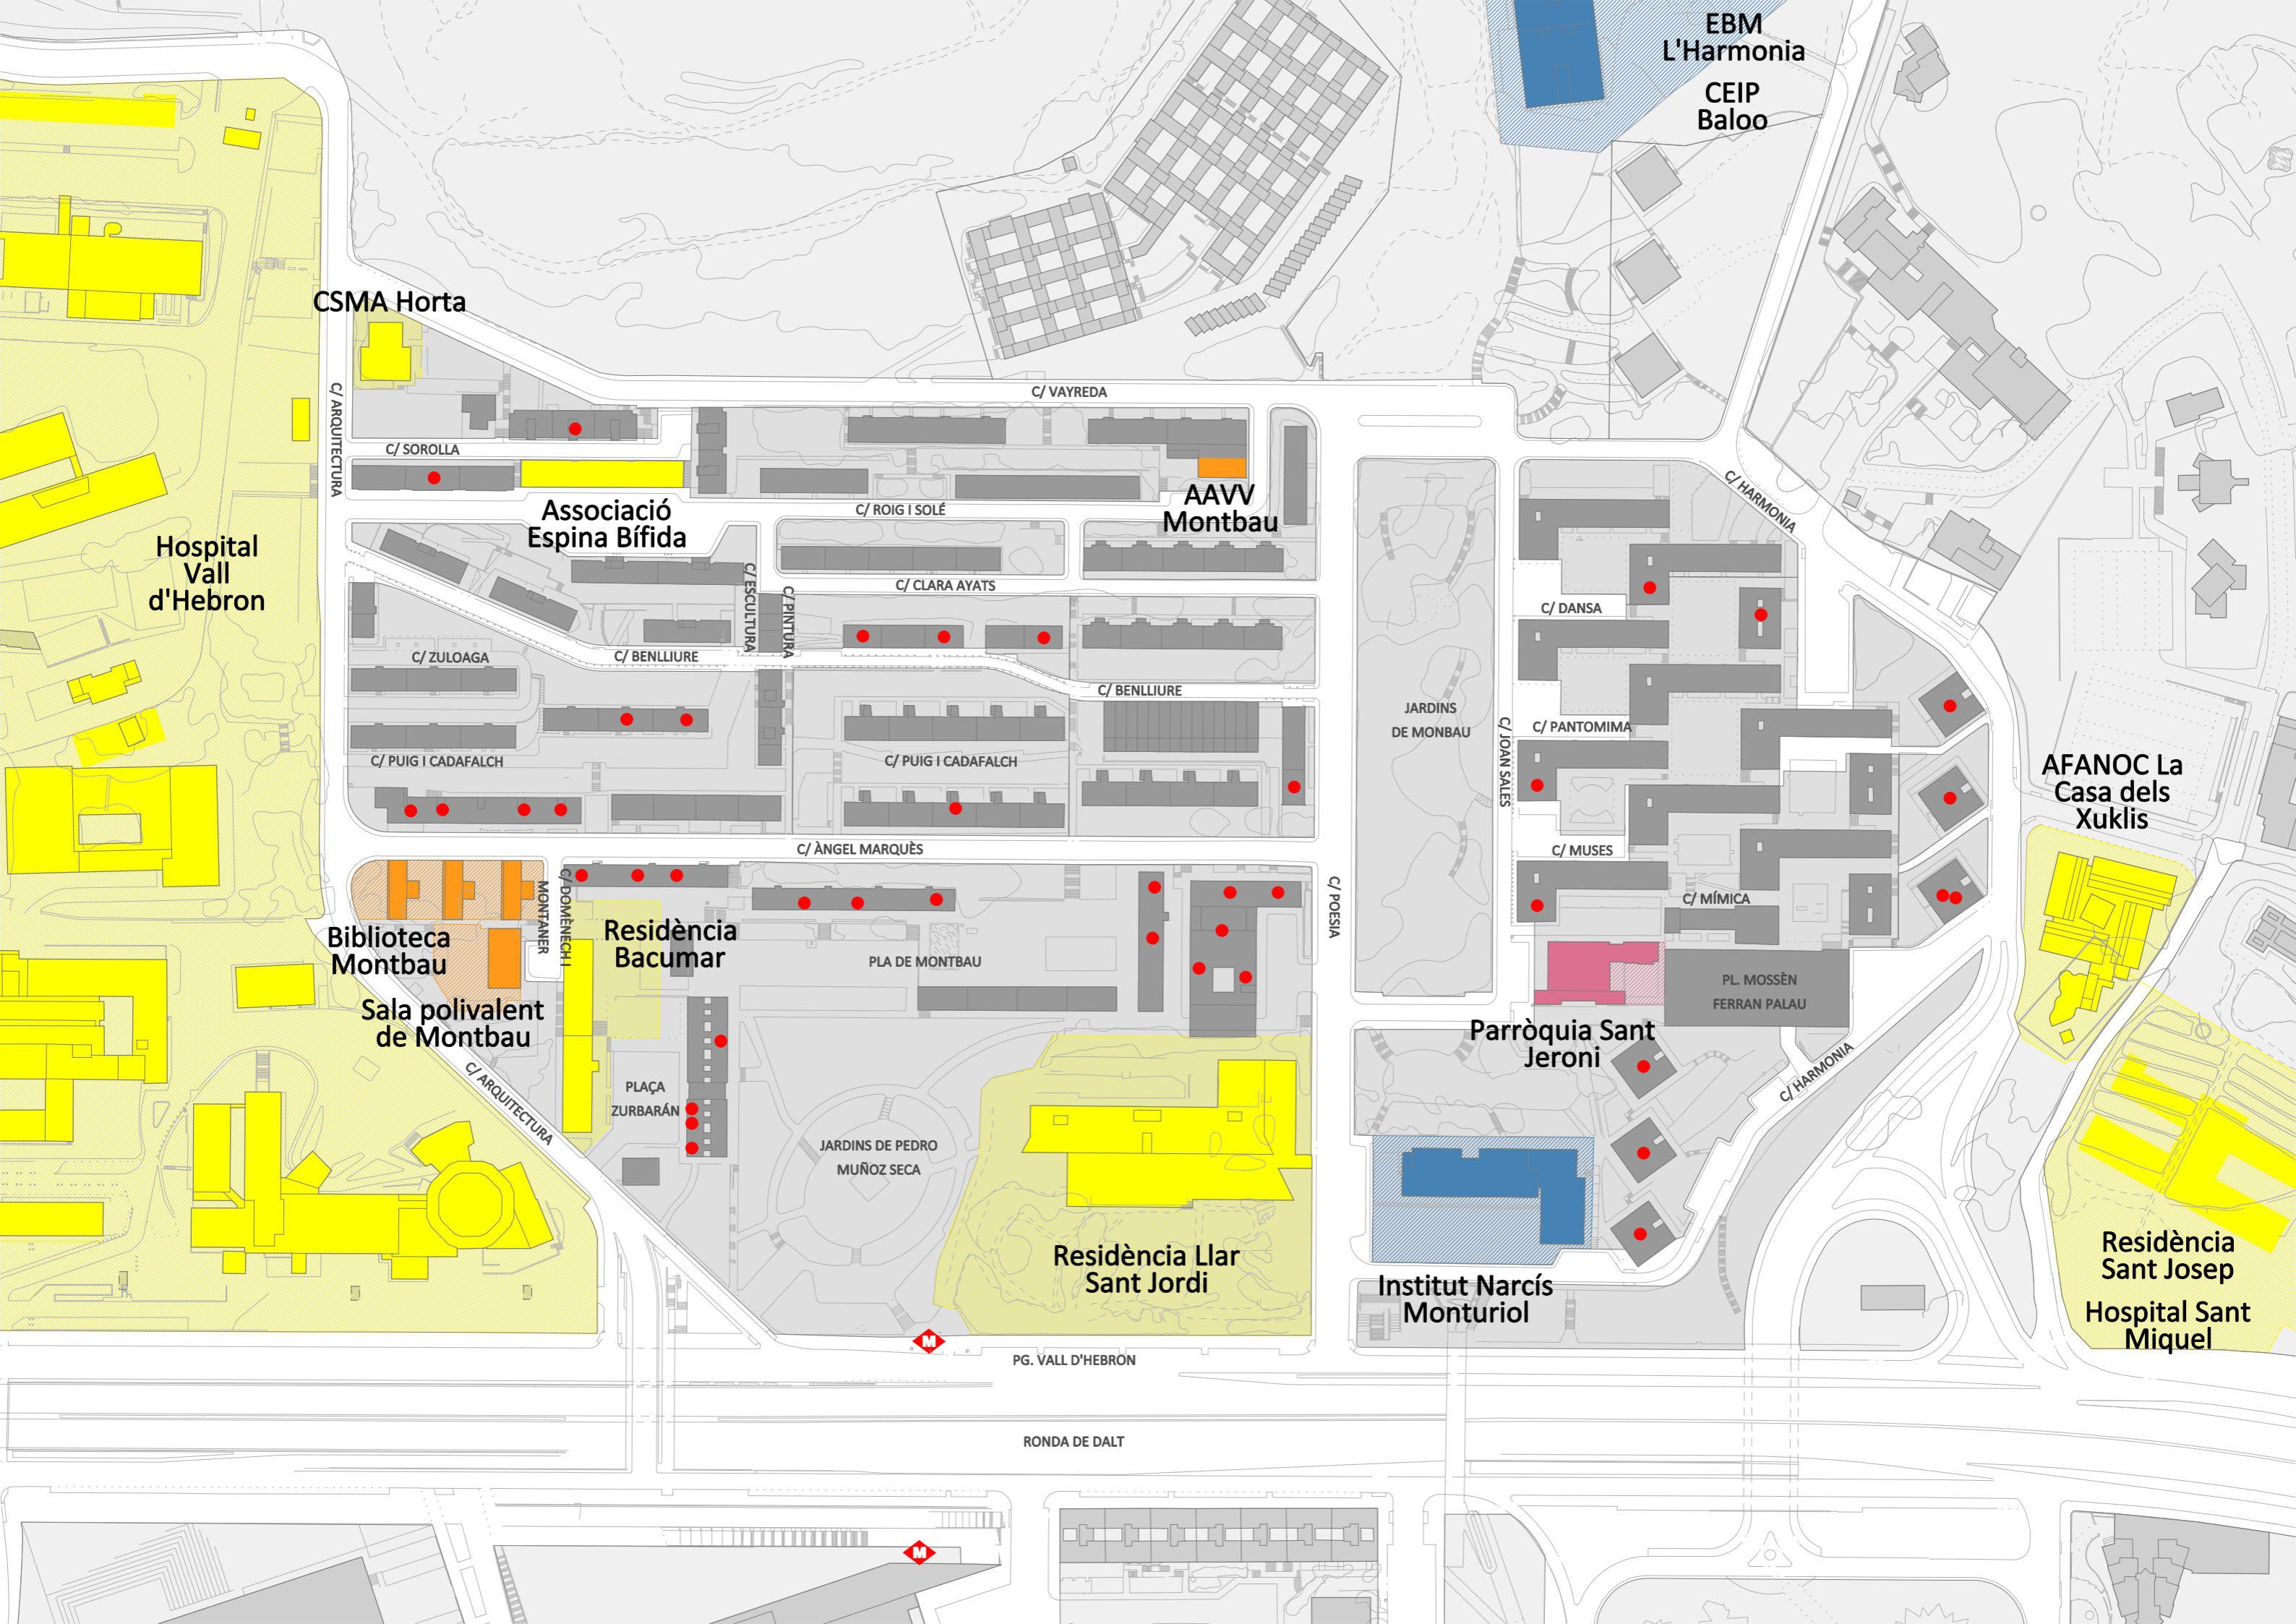 EBM
L'Harmonia
CEIP
Baloo
CSMA Horta
C/ ARQUITECTURA
C/ VAYREDA
C/ SOROLLA
Associació
Espina Bífida
C/ ROIG I SOLÉ
AAVV
Montbau
C/ HARMONIA
Hospital
Vall
d'Hebron
C/ ESCULTURA
C/ PINTURA
C/ CLARA AYATS
C/ DANSA
C/ ZULOAGA
C/ BENLLIURE
C/ BENLLIURE
JARDINS
DE MONBAU
C/ JOAN SALES
C/ PANTOMIMA
C/ PUIG I CADAFALCH
C/ PUIG I CADAFALCH
AFANOC La
Casa dels
Xuklis
C/ ÀNGEL MARQUÈS
C/ MUSES
C/ DOMÈNECH I
MONTANER
C/ POESIA
C/ MÍMICA
Biblioteca
Montbau
Residència
Bacumar
PLA DE MONTBAU
PL. MOSSÈN
FERRAN PALAU
Sala polivalent
de Montbau
Parròquia Sant
Jeroni
C/ ARQUITECTURA
PLAÇA
ZURBARÁN
C/ HARMONIA
JARDINS DE PEDRO
MUÑOZ SECA
Residència Llar
Sant Jordi
Institut Narcís
Monturiol
Residència
Sant Josep
Hospital Sant
Miquel
M
PG. VALL D'HEBRON
RONDA DE DALT
M